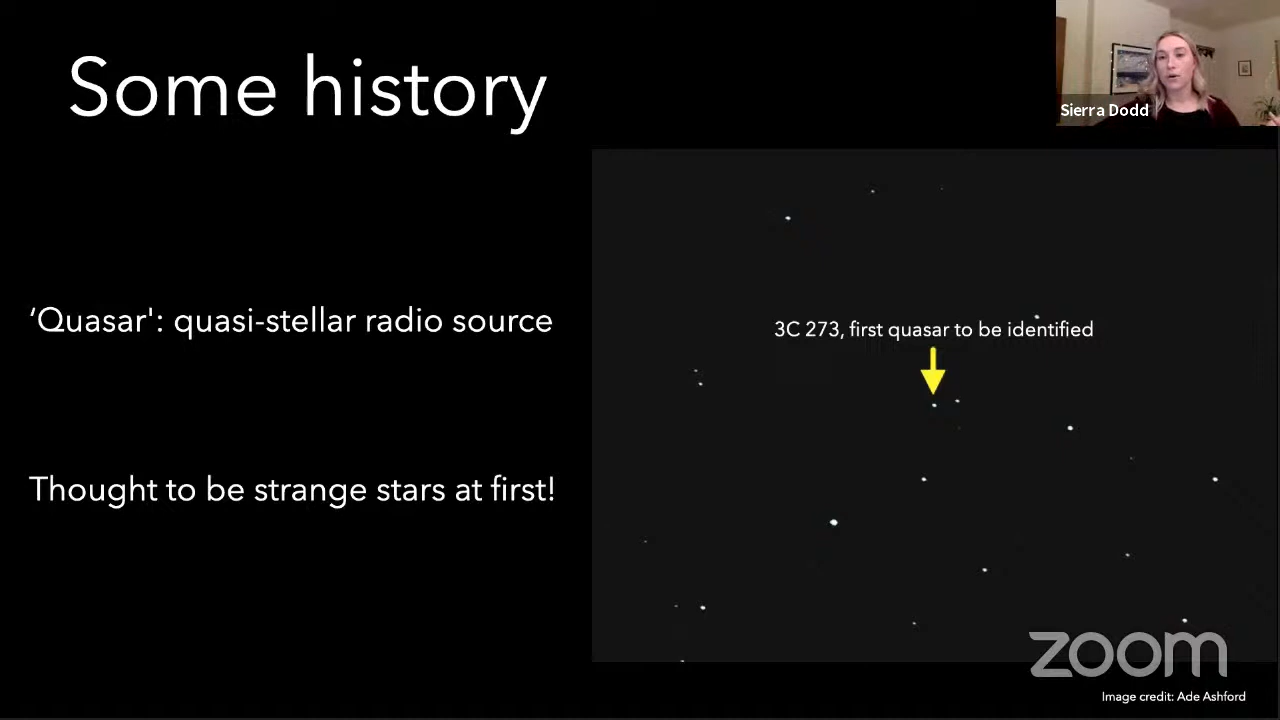 Some history
Sierra Dodd
‘Quasar': quasi-stellar radio source
3C 273, first quasar to be identified
Thought to be strange stars at first!
zoom
Image credit: Ade Ashford